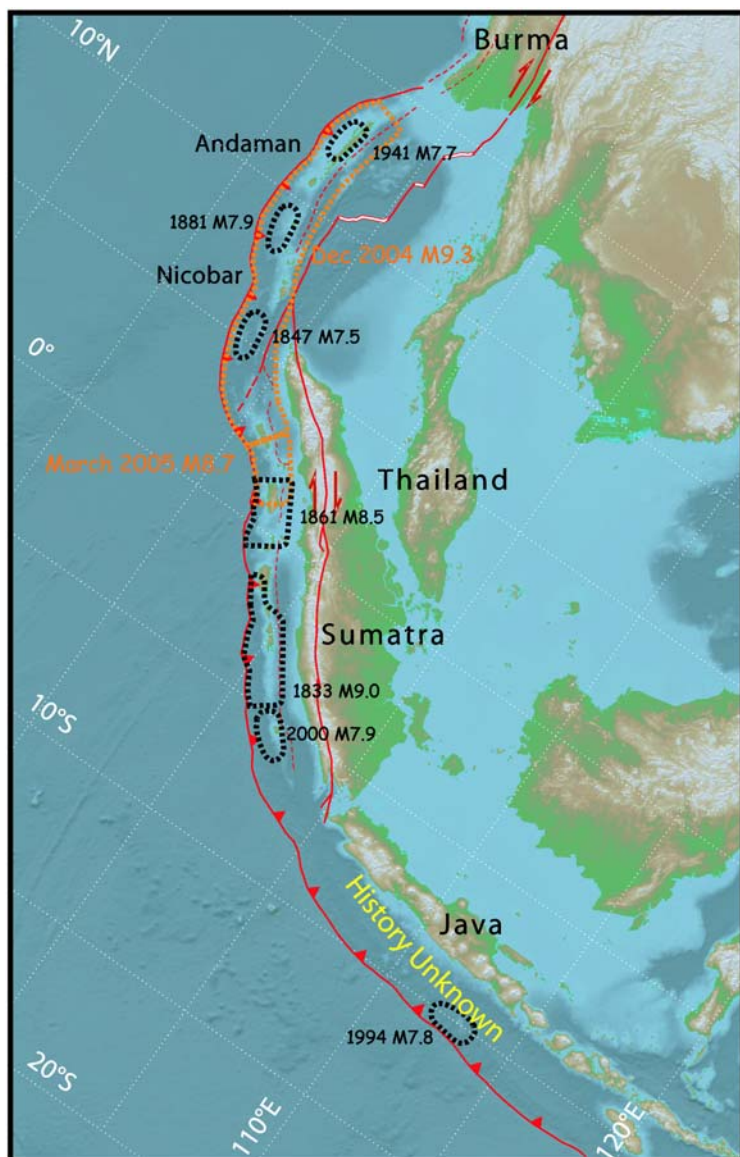 Burma
10°N
Andaman
1941 M7.7
1881 M7.9
Dec 2004 M9.3
Nicobar
1847 M7.5
0°
March 2005 M8.7
Thailand
1861 M8.5
Sumatra
1833 M9.0
10°S
2000 M7.9
History Unknown
Java
1994 M7.8
20°S
110°E
120°E